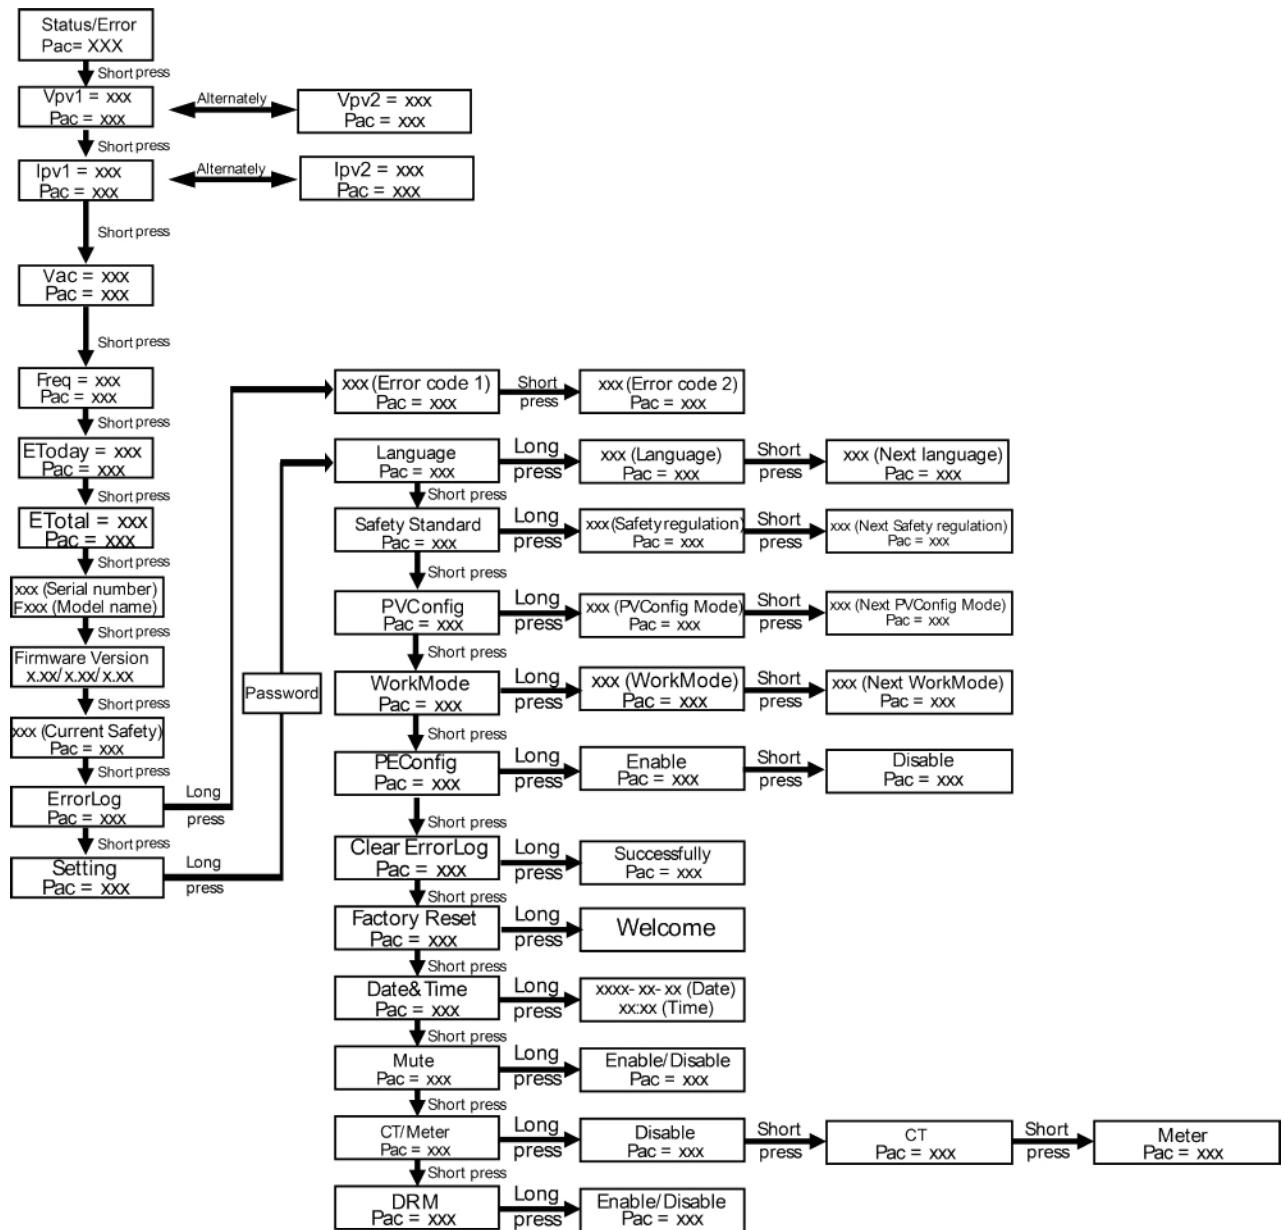 Status/Error
Pac= XXX
Short press
Vpv1 = xxx
Pac = xxx
Alternately
Vpv2 = xxx
Pac = xxx
Short press
Ipv1 = xxx
Pac = xxx
Alternately
Ipv2 = xxx
Pac = xxx
Short press
Vac = xxx
Pac = xxx
Short press
Freq = xxx
Pac = xxx
Short press
EToday = xxx
Pac = xxx
Short press
ETotal = xxx
Pac = xxx
Short press
xxx (Serial number)
Fxxx (Model name)
Short press
Firmware Version
x.xx/ x.xx/ x.xx
Short press
xxx (Current Safety)
Pac = xxx
Short press
ErrorLog
Pac = xxx
Long
press
Short press
Setting
Pac = xxx
Long
press
Password
xxx (Error code 1)
Pac = xxx
Short
press
xxx (Error code 2)
Pac = xxx
Language
Pac = xxx
Long
press
xxx (Language)
Pac = xxx
Short
press
xxx (Next language)
Pac = xxx
Short press
Safety Standard
Pac = xxx
Long
press
xxx (Safety regulation)
Pac = xxx
Short
press
xxx (Next Safety regulation)
Pac = xxx
Short press
PVConfig
Pac = xxx
Long
press
xxx (PVConfig Mode)
Pac = xxx
Short
press
xxx (Next PVConfig Mode)
Pac = xxx
Short press
WorkMode
Pac = xxx
Long
press
xxx (WorkMode)
Pac = xxx
Short
press
xxx (Next WorkMode)
Pac = xxx
Short press
PEConfig
Pac = xxx
Long
press
Enable
Pac = xxx
Short
press
Disable
Pac = xxx
Short press
Clear ErrorLog
Pac = xxx
Long
press
Successfully
Pac = xxx
Short press
Factory Reset
Pac = xxx
Long
press
Welcome
Short press
Date&Time
Pac = xxx
Long
press
xxxx- xx- xx (Date)
xx:xx (Time)
Short press
Mute
Pac = xxx
Long
press
Enable/Disable
Pac = xxx
Short press
CT/Meter
Pac = xxx
Long
press
Disable
Pac = xxx
Short
press
CT
Pac = xxx
Short
press
Meter
Pac = xxx
Short press
DRM
Pac = xxx
Long
press
Enable/Disable
Pac = xxx